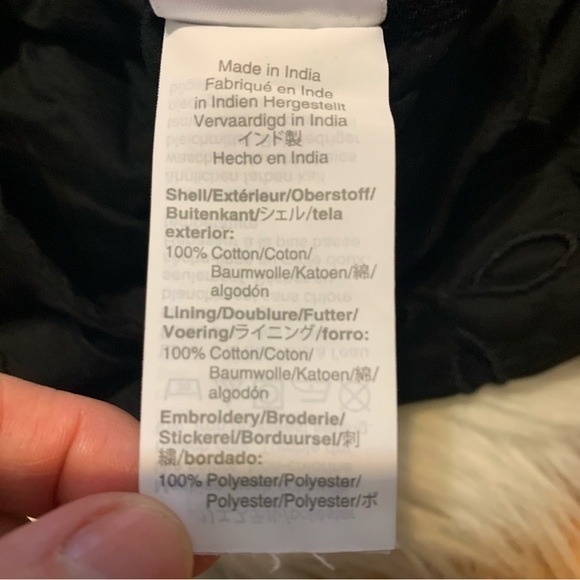 Made in India
Fabriqué en Inde
in Indien Hergestellt
Vervaardigd in India
インド製
Hecho en India
Shell/Extérieur/Oberstoff/
Buitenkant/シェル/tela
exterior:
100% Cotton/Coton/
Baumwolle/Katoen/綿/
algodón
Lining/Doublure/Futter/
Voering/ライニング/forro:
100% Cotton/Coton/
Baumwolle/Katoen/綿/
algodón
Embroidery/Broderie/
Stickerei/Borduursel/刺
繍/bordado:
100% Polyester/Polyester/
Polyester/Polyester/ポ